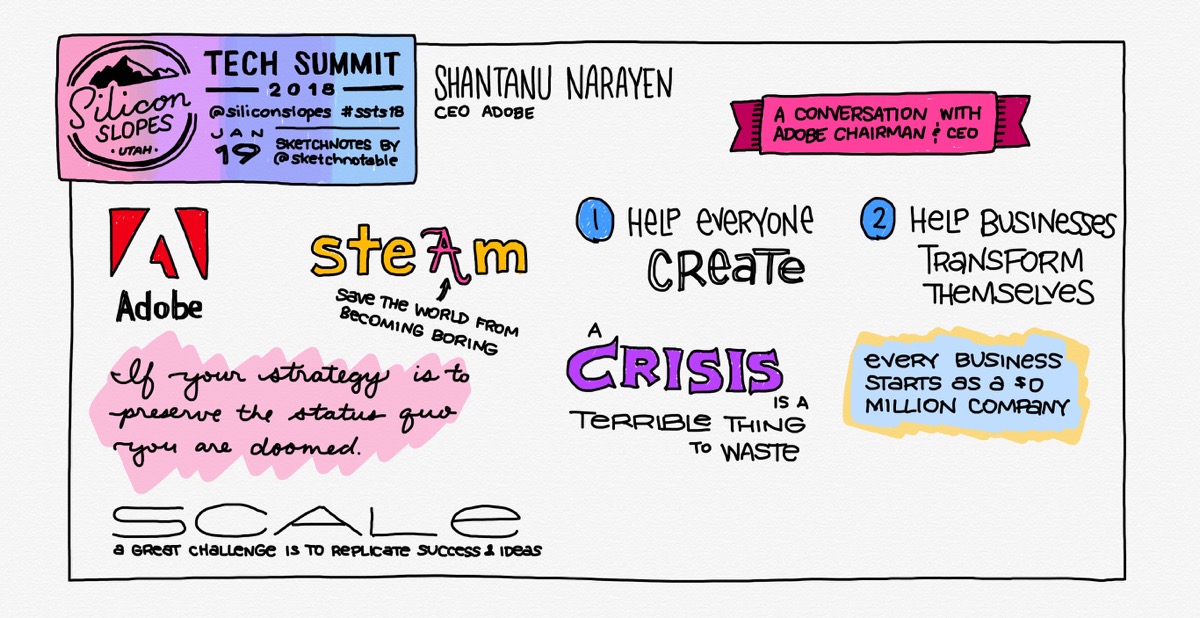 Silicon
SLOPES
• UTAH •
TECH SUMMIT
2018
@siliconslopes #ssts18
JAN
19
SKETCHNOTES BY
@sketchnotable
SHANTANU NARAYEN
CEO ADOBE
A CONVERSATION WITH
ADOBE CHAIRMAN & CEO
Adobe
steAm
SAVE THE WORLD FROM
BECOMING BORING
1 HELP EVERYONE
CREATE
2 HELP BUSINESSES
TRANSFORM
THEMSELVES
If your strategy is to
preserve the status quo
you are doomed.
A
CRISIS
IS A
TERRIBLE THING
TO WASTE
EVERY BUSINESS
STARTS AS A $0
MILLION COMPANY
SCALE
A GREAT CHALLENGE IS TO REPLICATE SUCCESS & IDEAS